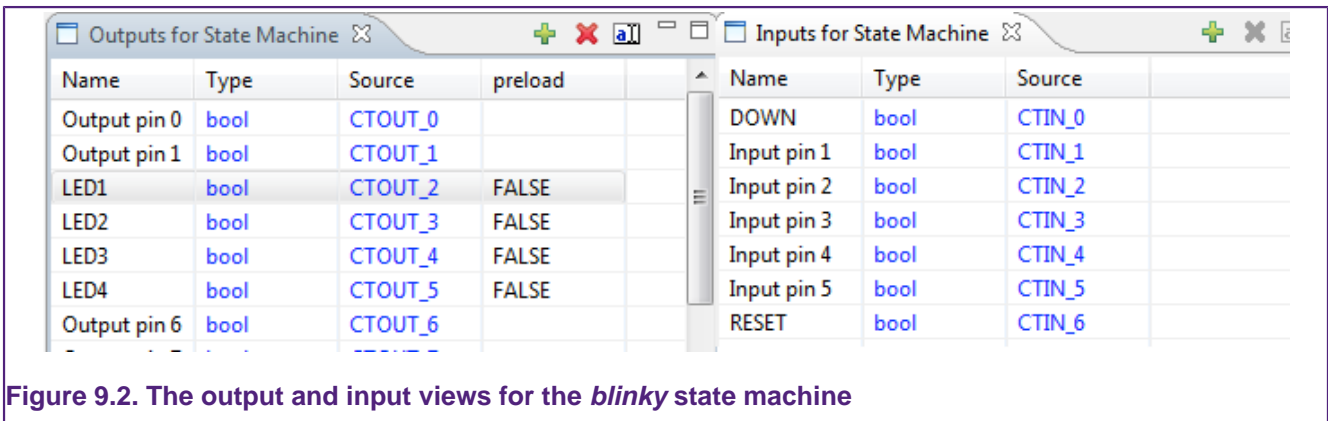 Outputs for State Machine
Name Type Source preload
Output pin 0 bool CTOUT_0
Output pin 1 bool CTOUT_1
LED1 bool CTOUT_2 FALSE
LED2 bool CTOUT_3 FALSE
LED3 bool CTOUT_4 FALSE
LED4 bool CTOUT_5 FALSE
Output pin 6 bool CTOUT_6
Inputs for State Machine
Name Type Source
DOWN bool CTIN_0
Input pin 1 bool CTIN_1
Input pin 2 bool CTIN_2
Input pin 3 bool CTIN_3
Input pin 4 bool CTIN_4
Input pin 5 bool CTIN_5
RESET bool CTIN_6
Figure 9.2. The output and input views for the blinky state machine